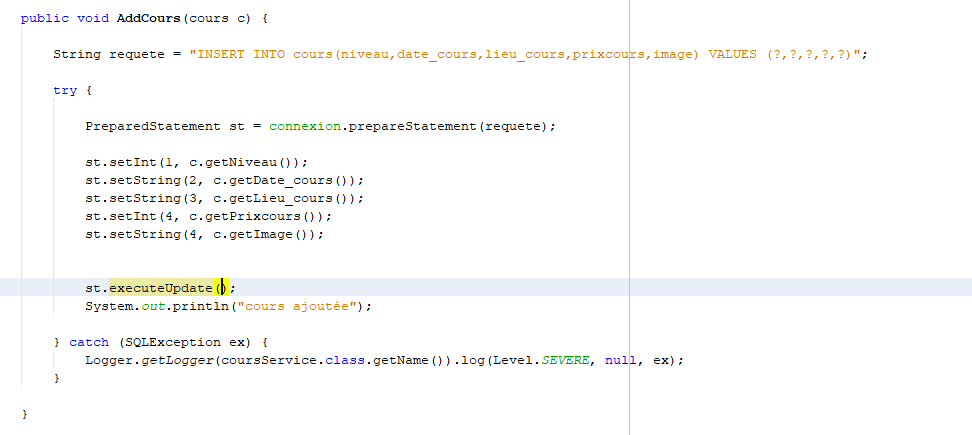 public void AddCours(cours c) {
String requete = "INSERT INTO cours(niveau,date_cours,lieu_cours,prixcours,image) VALUES (?,?,?,?,?)";
try {
PreparedStatement st = connexion.prepareStatement(requete);
st.setInt(1, c.getNiveau());
st.setString(2, c.getDate_cours());
st.setString(3, c.getLieu_cours());
st.setInt(4, c.getPrixcours());
st.setString(4, c.getImage());
st.executeUpdate();
System.out.println("cours ajoutée");
} catch (SQLException ex) {
Logger.getLogger(coursService.class.getName()).log(Level.SEVERE, null, ex);
}
}